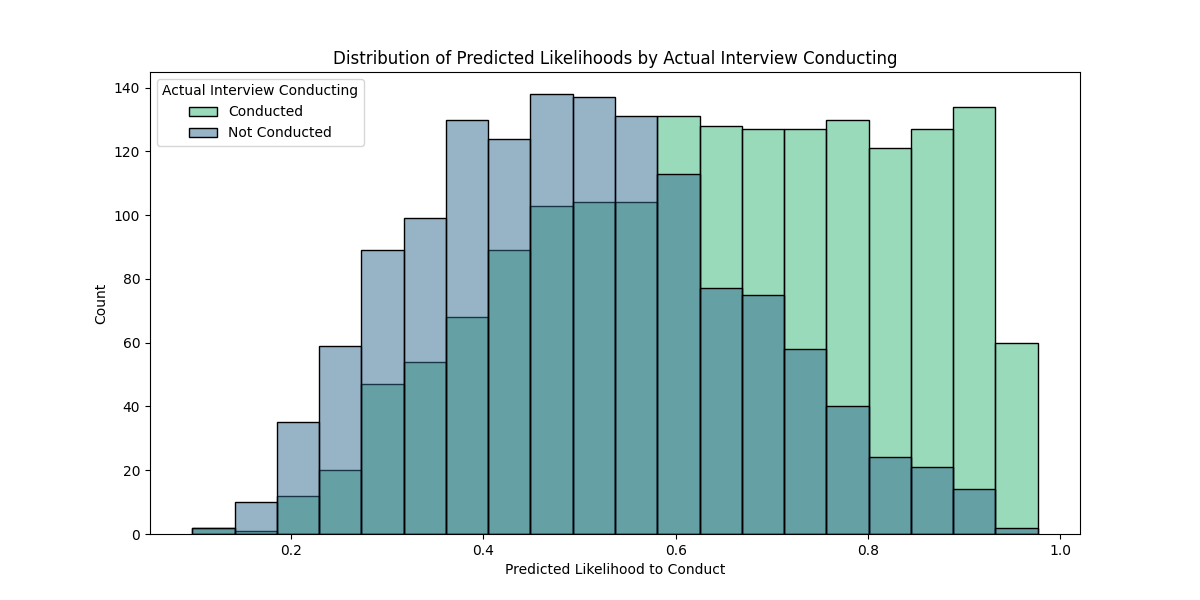 Distribution of Predicted Likelihoods by Actual Interview Conducting
Actual Interview Conducting
Conducted
Not Conducted
140
120
100
80
60
40
20
0
Count
0.2 0.4 0.6 0.8 1.0
Predicted Likelihood to Conduct